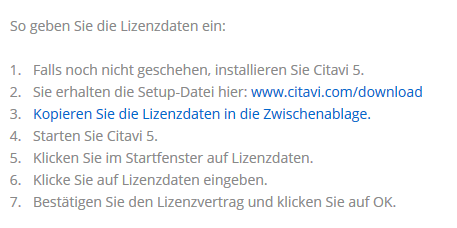 So geben Sie die Lizenzdaten ein:
1. Falls noch nicht geschehen, installieren Sie Citavi 5.
2. Sie erhalten die Setup-Datei hier: www.citavi.com/download
3. Kopieren Sie die Lizenzdaten in die Zwischenablage.
4. Starten Sie Citavi 5.
5. Klicken Sie im Startfenster auf Lizenzdaten.
6. Klicke Sie auf Lizenzdaten eingeben.
7. Bestätigen Sie den Lizenzvertrag und klicken Sie auf OK.